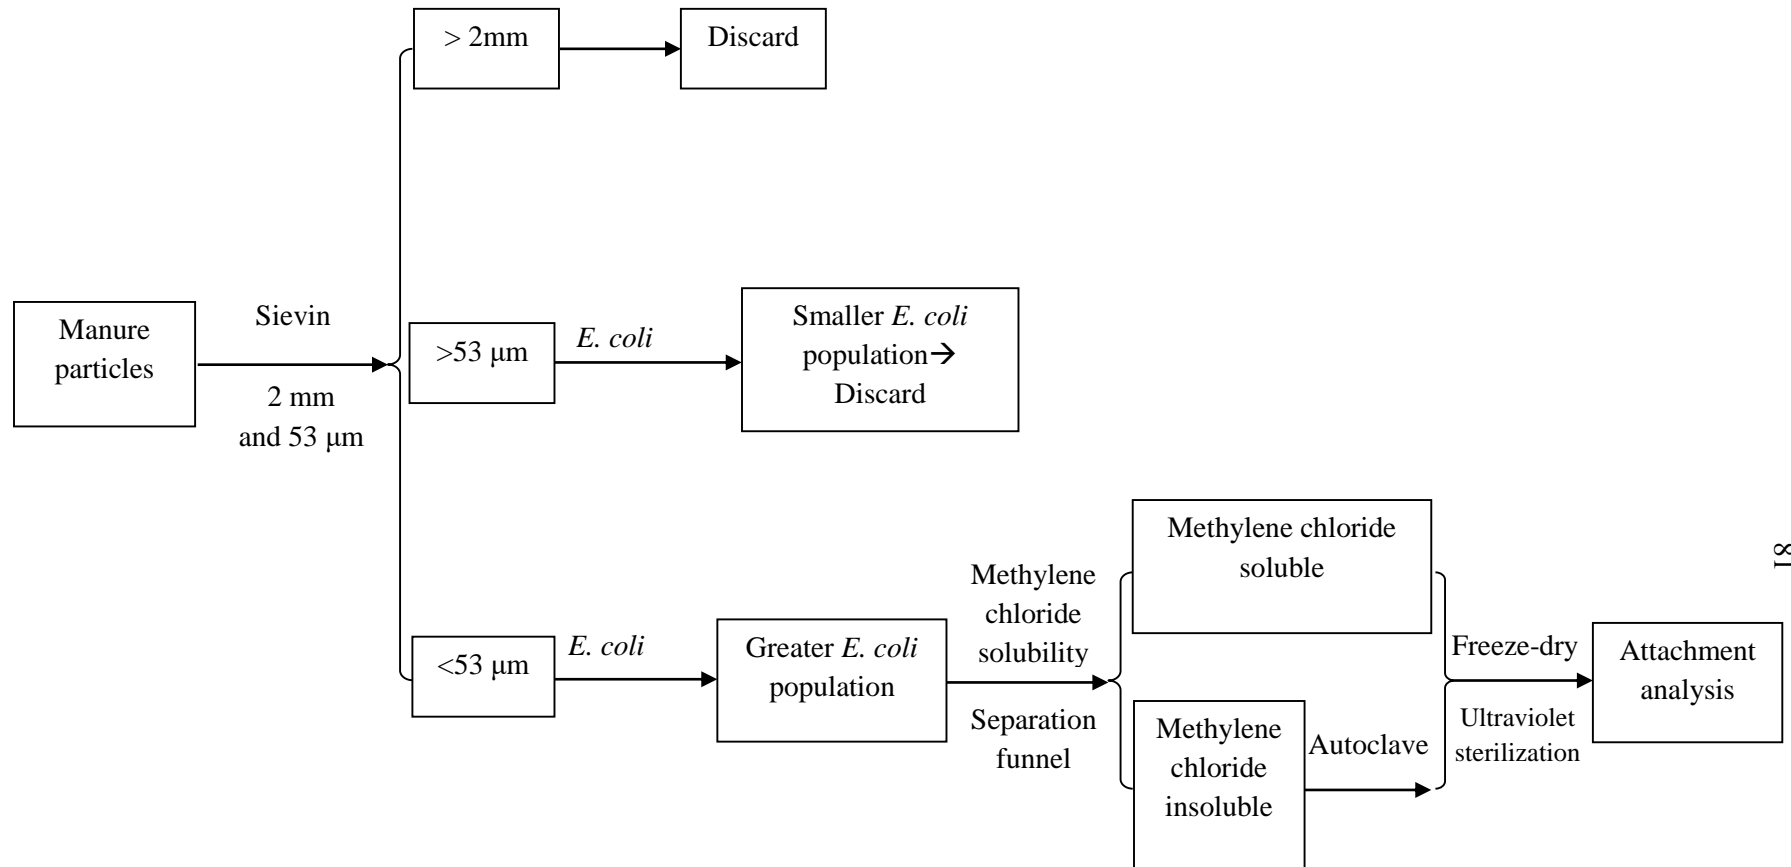 > 2mm
Discard
Manure
particles
Sievin
2 mm
and 53 μm
>53 μm
E. coli
Smaller E. coli
population→
Discard
<53 μm
E. coli
Greater E. coli
population
Methylene
chloride
solubility
Separation
funnel
Methylene chloride
soluble
Methylene
chloride
insoluble
Autoclave
Freeze-dry
Ultraviolet
sterilization
Attachment
analysis
81